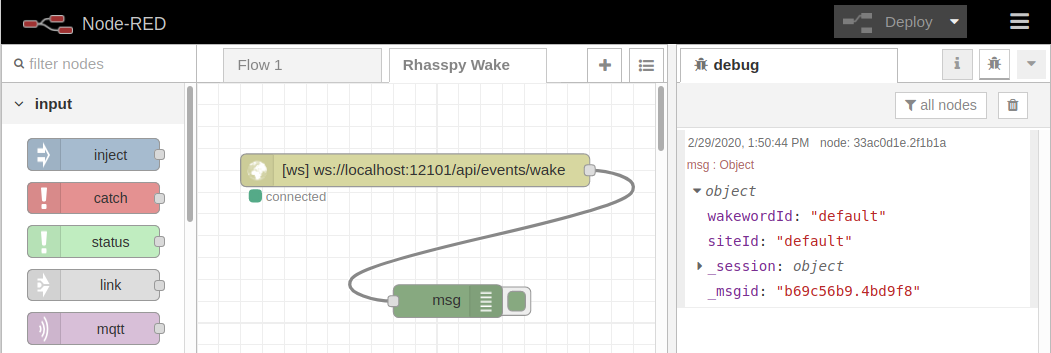 Node-RED
Deploy
filter nodes
Flow 1
Rhasspy Wake
debug
i
input
all nodes
inject
catch
status
link
mqtt
[ws] ws://localhost:12101/api/events/wake
connected
msg
2/29/2020, 1:50:44 PM node: 33ac0d1e.2f1b1a
msg : Object
object
wakewordId: "default"
siteId: "default"
_session: object
_msgid: "b69c56b9.4bd9f8"